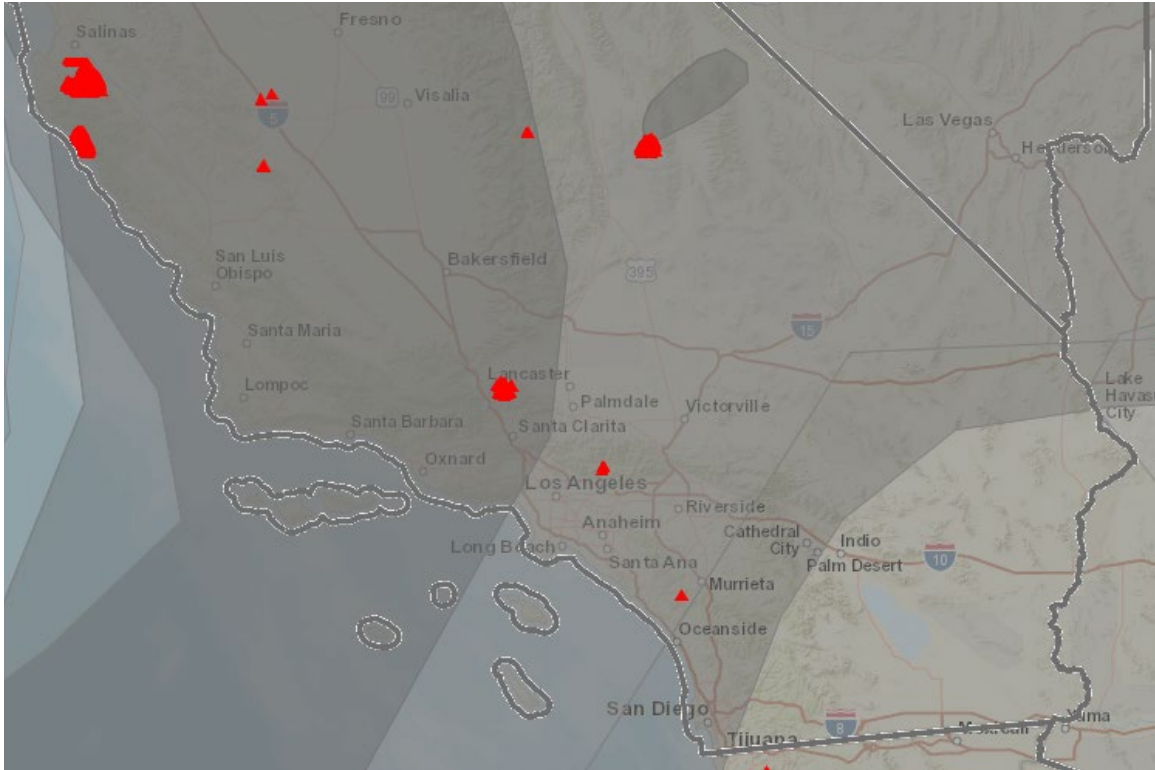 Fresno
Salinas
99
Visalia
5
Las Vegas
Henderson
San Luis
Obispo
Bakersfield
395
15
Santa Maria
Lancaster
Lompoc
Palmdale
Victorville
Lake
Havas
City
Santa Barbara
Santa Clarita
Oxnard
Los Angeles
Riverside
Anaheim
Cathedral
City
Indio
Long Beach
Santa Ana
Palm Desert
10
Murrieta
Oceanside
San Diego
8
Yuma
Tijuana
Mexicali